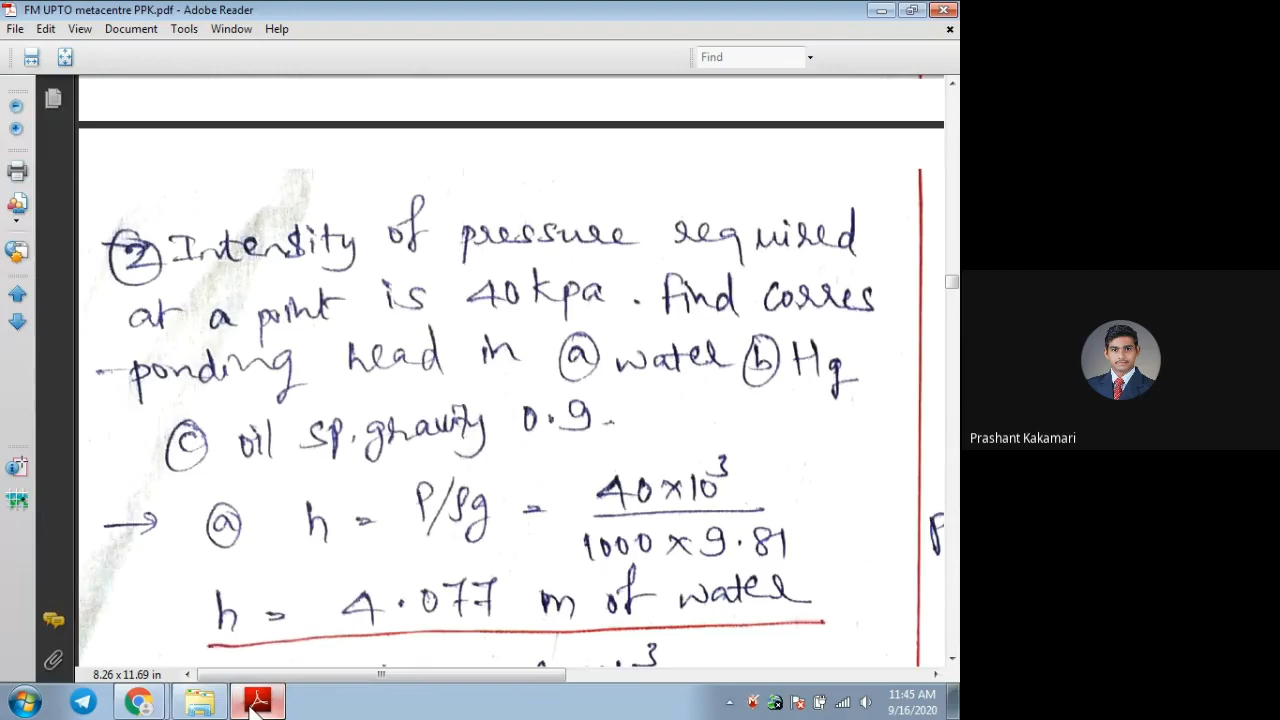 FM UPTO metacentre PPK.pdf - Adobe Reader
File Edit View Document Tools Window Help
Find
② Intensity of pressure required
at a point is 40kpa. find corres
-ponding head in ⓐ water ⓑ Hg
ⓒ oil sp. gravity 0.9.
→ ⓐ h = P/ρg = 40×10³
1000 × 9.81
h = 4.077 m of water
8.26 x 11.69 in
Prashant Kakamari
11:45 AM
9/16/2020